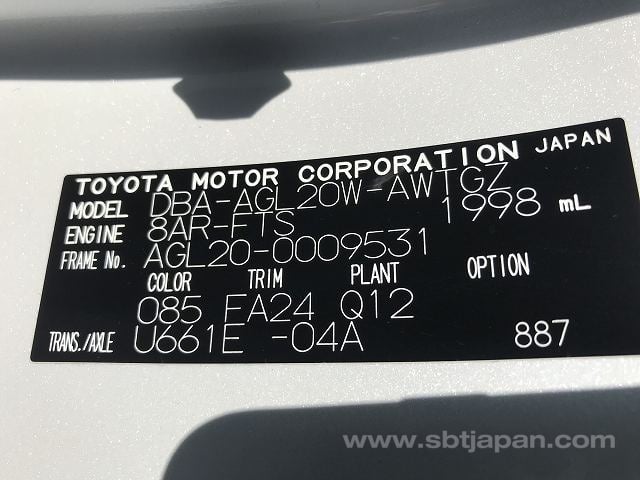 TOYOTA MOTOR CORPORATION JAPAN
MODEL DBA-AGL20W-AWTGZ
ENGINE 8AR-FTS 1998 mL
FRAME No. AGL20-0009531
COLOR TRIM PLANT OPTION
085 EA24 Q12
TRANS./AXLE U661E -04A 887
www.sbtjapan.com